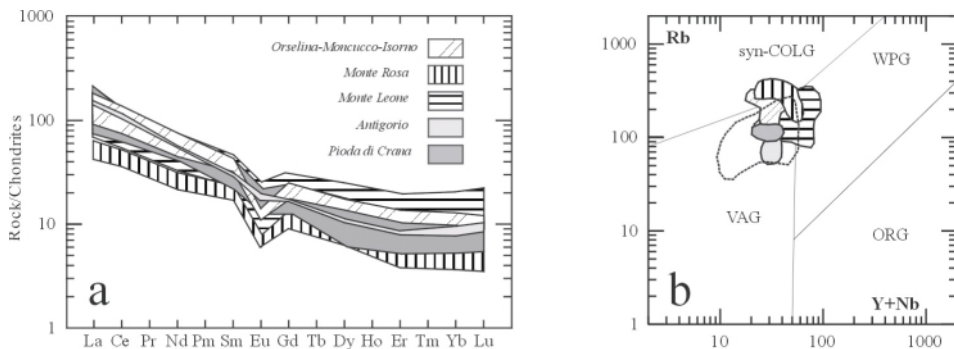 1000
100
10
1
Rock/Chondrites
Orselina-Moncucco-Isorno
Monte Rosa
Monte Leone
Antigorio
Pioda di Crana
a
La Ce Pr Nd Pm Sm Eu Gd Tb Dy Ho Er Tm Yb Lu
Rb
syn-COLG
WPG
VAG
ORG
b
Y+Nb
1000
100
10
1
10 100 1000